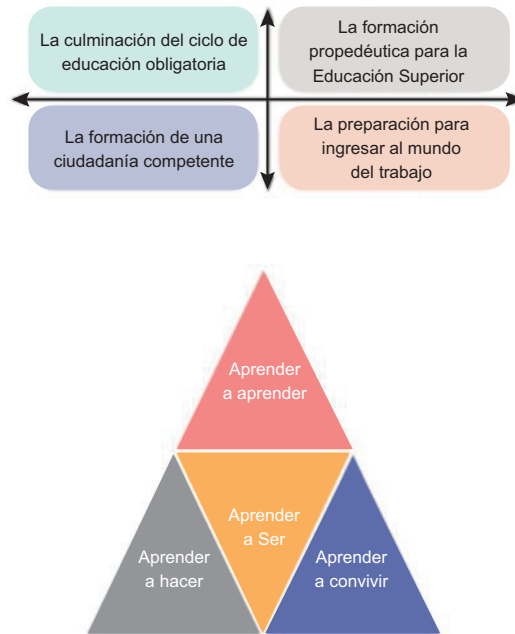 La culminación del ciclo de
educación obligatoria
La formación
propedéutica para la
Educación Superior
La formación de una
ciudadanía competente
La preparación para
ingresar al mundo
del trabajo
Aprender
a aprender
Aprender
a hacer
Aprender
a Ser
Aprender
a convivir